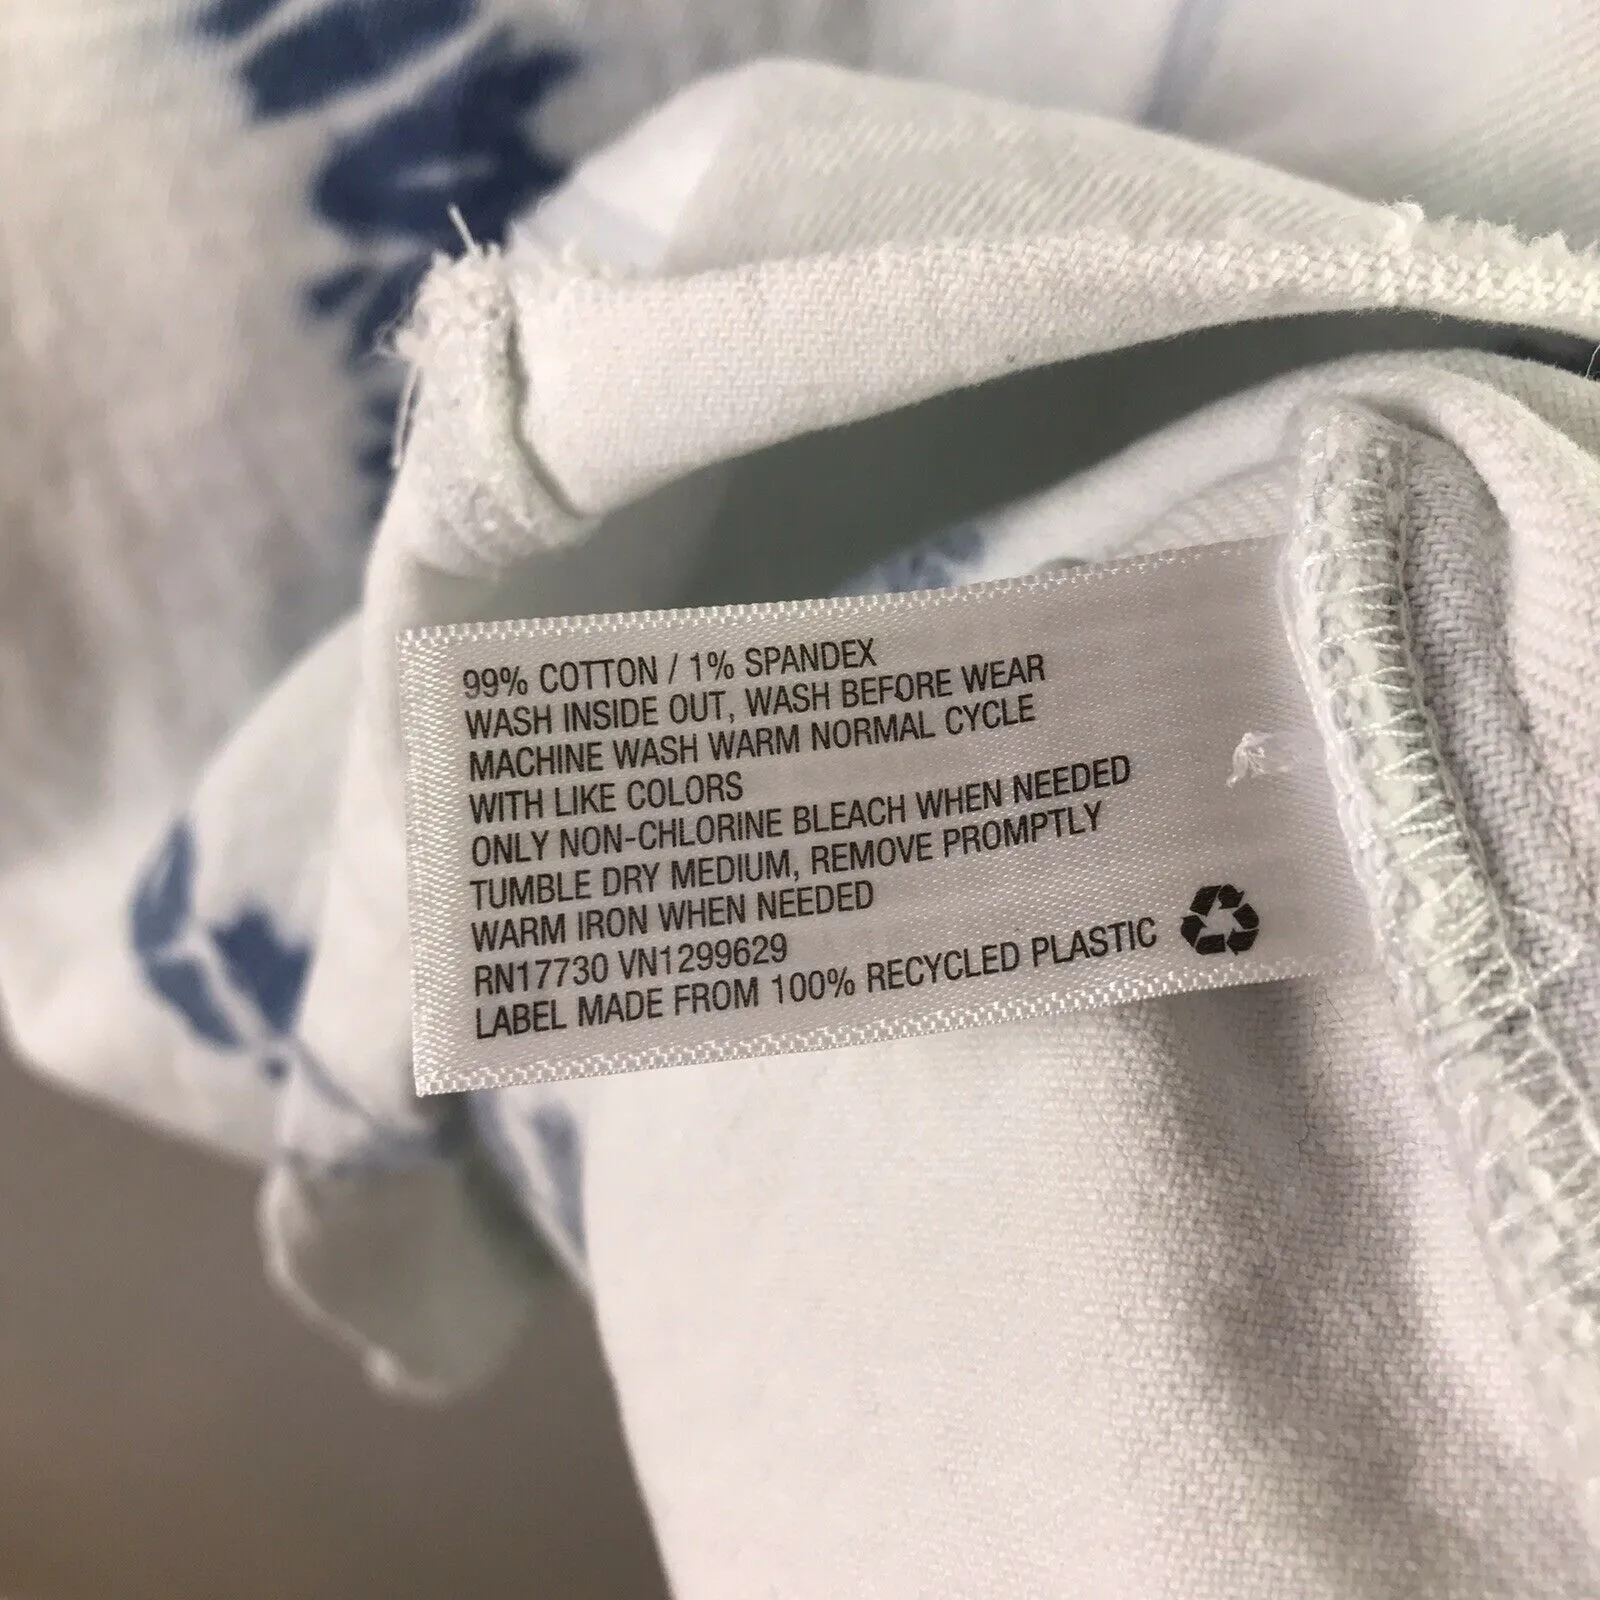 99% COTTON / 1% SPANDEX
WASH INSIDE OUT, WASH BEFORE WEAR
MACHINE WASH WARM NORMAL CYCLE
WITH LIKE COLORS
ONLY NON-CHLORINE BLEACH WHEN NEEDED
TUMBLE DRY MEDIUM, REMOVE PROMPTLY
WARM IRON WHEN NEEDED
RN17730 VN1299629
LABEL MADE FROM 100% RECYCLED PLASTIC